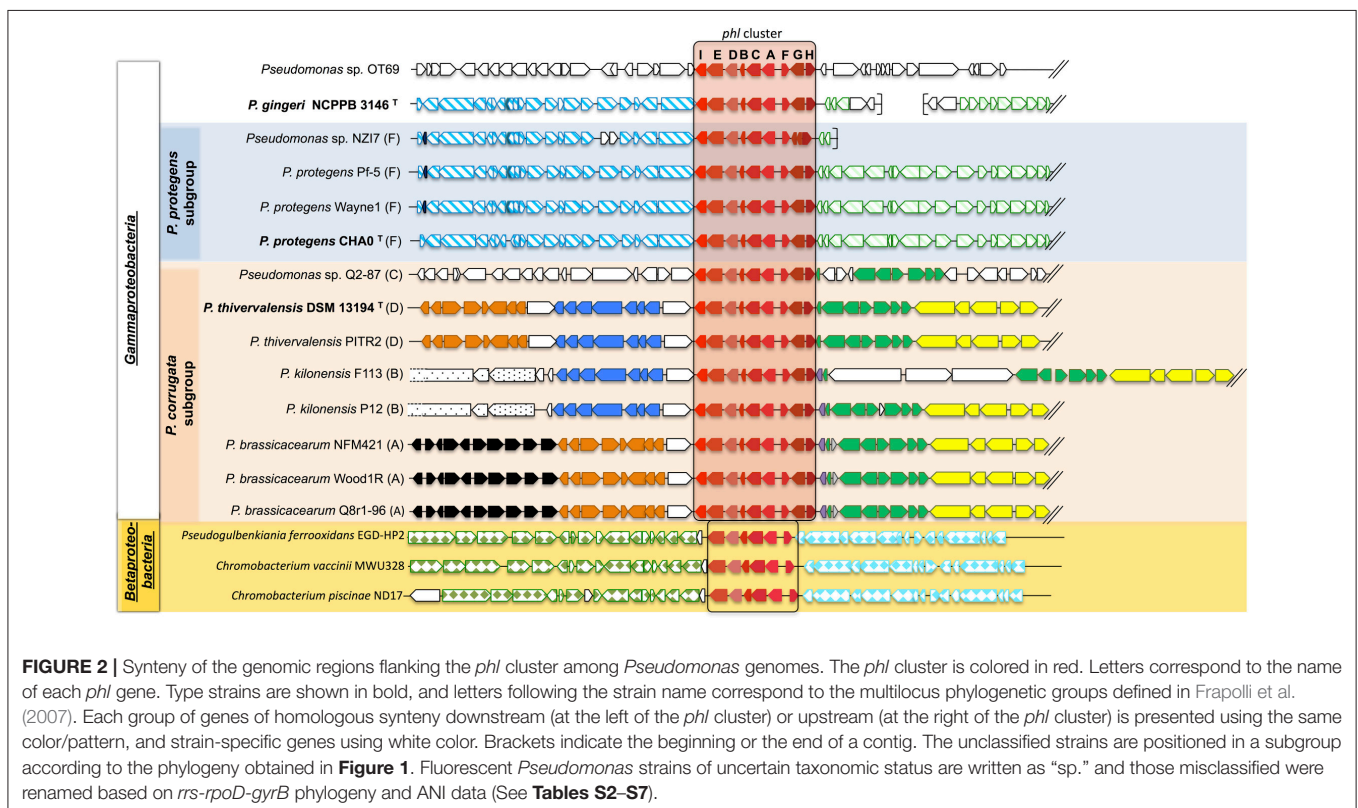 phl cluster
I E D B C A F G H
Gammaproteobacteria
Pseudomonas sp. OT69
P. gingeri NCPPB 3146 T
P. protegens
subgroup
Pseudomonas sp. NZI7 (F)
P. protegens Pf-5 (F)
P. protegens Wayne1 (F)
P. protegens CHA0 T (F)
P. corrugata
subgroup
Pseudomonas sp. Q2-87 (C)
P. thivervalensis DSM 13194 T (D)
P. thivervalensis PITR2 (D)
P. kilonensis F113 (B)
P. kilonensis P12 (B)
P. brassicacearum NFM421 (A)
P. brassicacearum Wood1R (A)
P. brassicacearum Q8r1-96 (A)
Betaproteo-
bacteria
Pseudogulbenkiania ferrooxidans EGD-HP2
Chromobacterium vaccinii MWU328
Chromobacterium piscinae ND17
FIGURE 2 | Synteny of the genomic regions flanking the phl cluster among Pseudomonas genomes. The phl cluster is colored in red. Letters correspond to the name
of each phl gene. Type strains are shown in bold, and letters following the strain name correspond to the multilocus phylogenetic groups defined in Frapolli et al.
(2007). Each group of genes of homologous synteny downstream (at the left of the phl cluster) or upstream (at the right of the phl cluster) is presented using the same
color/pattern, and strain-specific genes using white color. Brackets indicate the beginning or the end of a contig. The unclassified strains are positioned in a subgroup
according to the phylogeny obtained in Figure 1. Fluorescent Pseudomonas strains of uncertain taxonomic status are written as “sp.” and those misclassified were
renamed based on rrs-rpoD-gyrB phylogeny and ANI data (See Tables S2–S7).